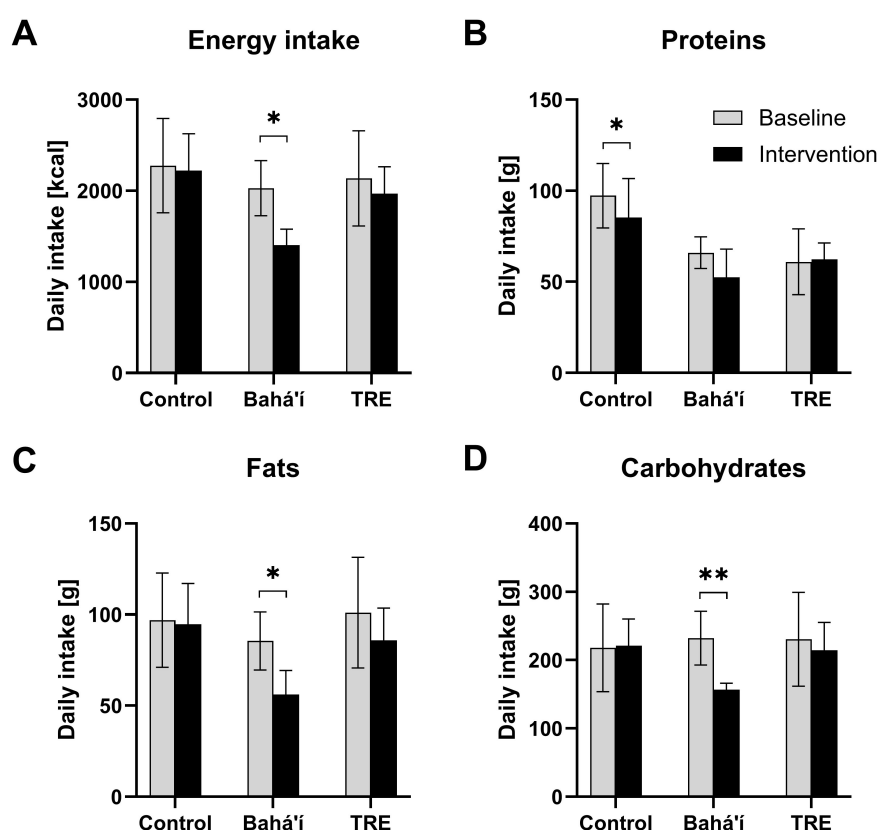 A
Energy intake
Daily intake [kcal]
3000
2000
1000
0
*
Control
Bahá'í
TRE
B
Proteins
Daily intake [g]
150
100
50
0
*
Baseline
Intervention
Control
Bahá'í
TRE
C
Fats
Daily intake [g]
150
100
50
0
*
Control
Bahá'í
TRE
D
Carbohydrates
Daily intake [g]
400
300
200
100
0
**
Control
Bahá'í
TRE